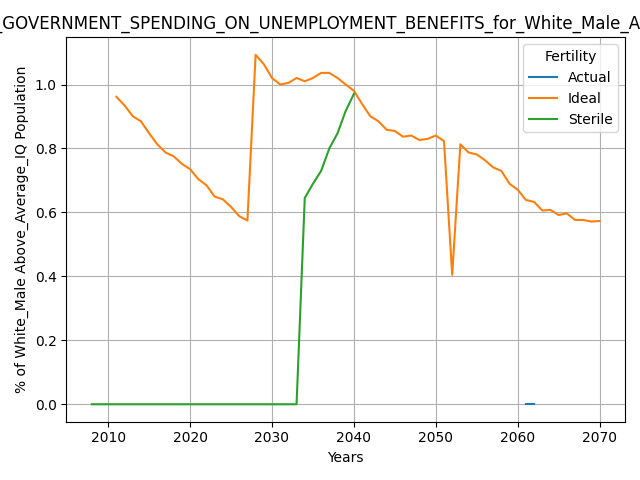 _GOVERNMENT_SPENDING_ON_UNEMPLOYMENT_BENEFITS_for_White_Male_A
Fertility
Actual
Ideal
Sterile
1.0
0.8
0.6
0.4
0.2
0.0
% of White_Male Above_Average_IQ Population
2010 2020 2030 2040 2050 2060 2070
Years